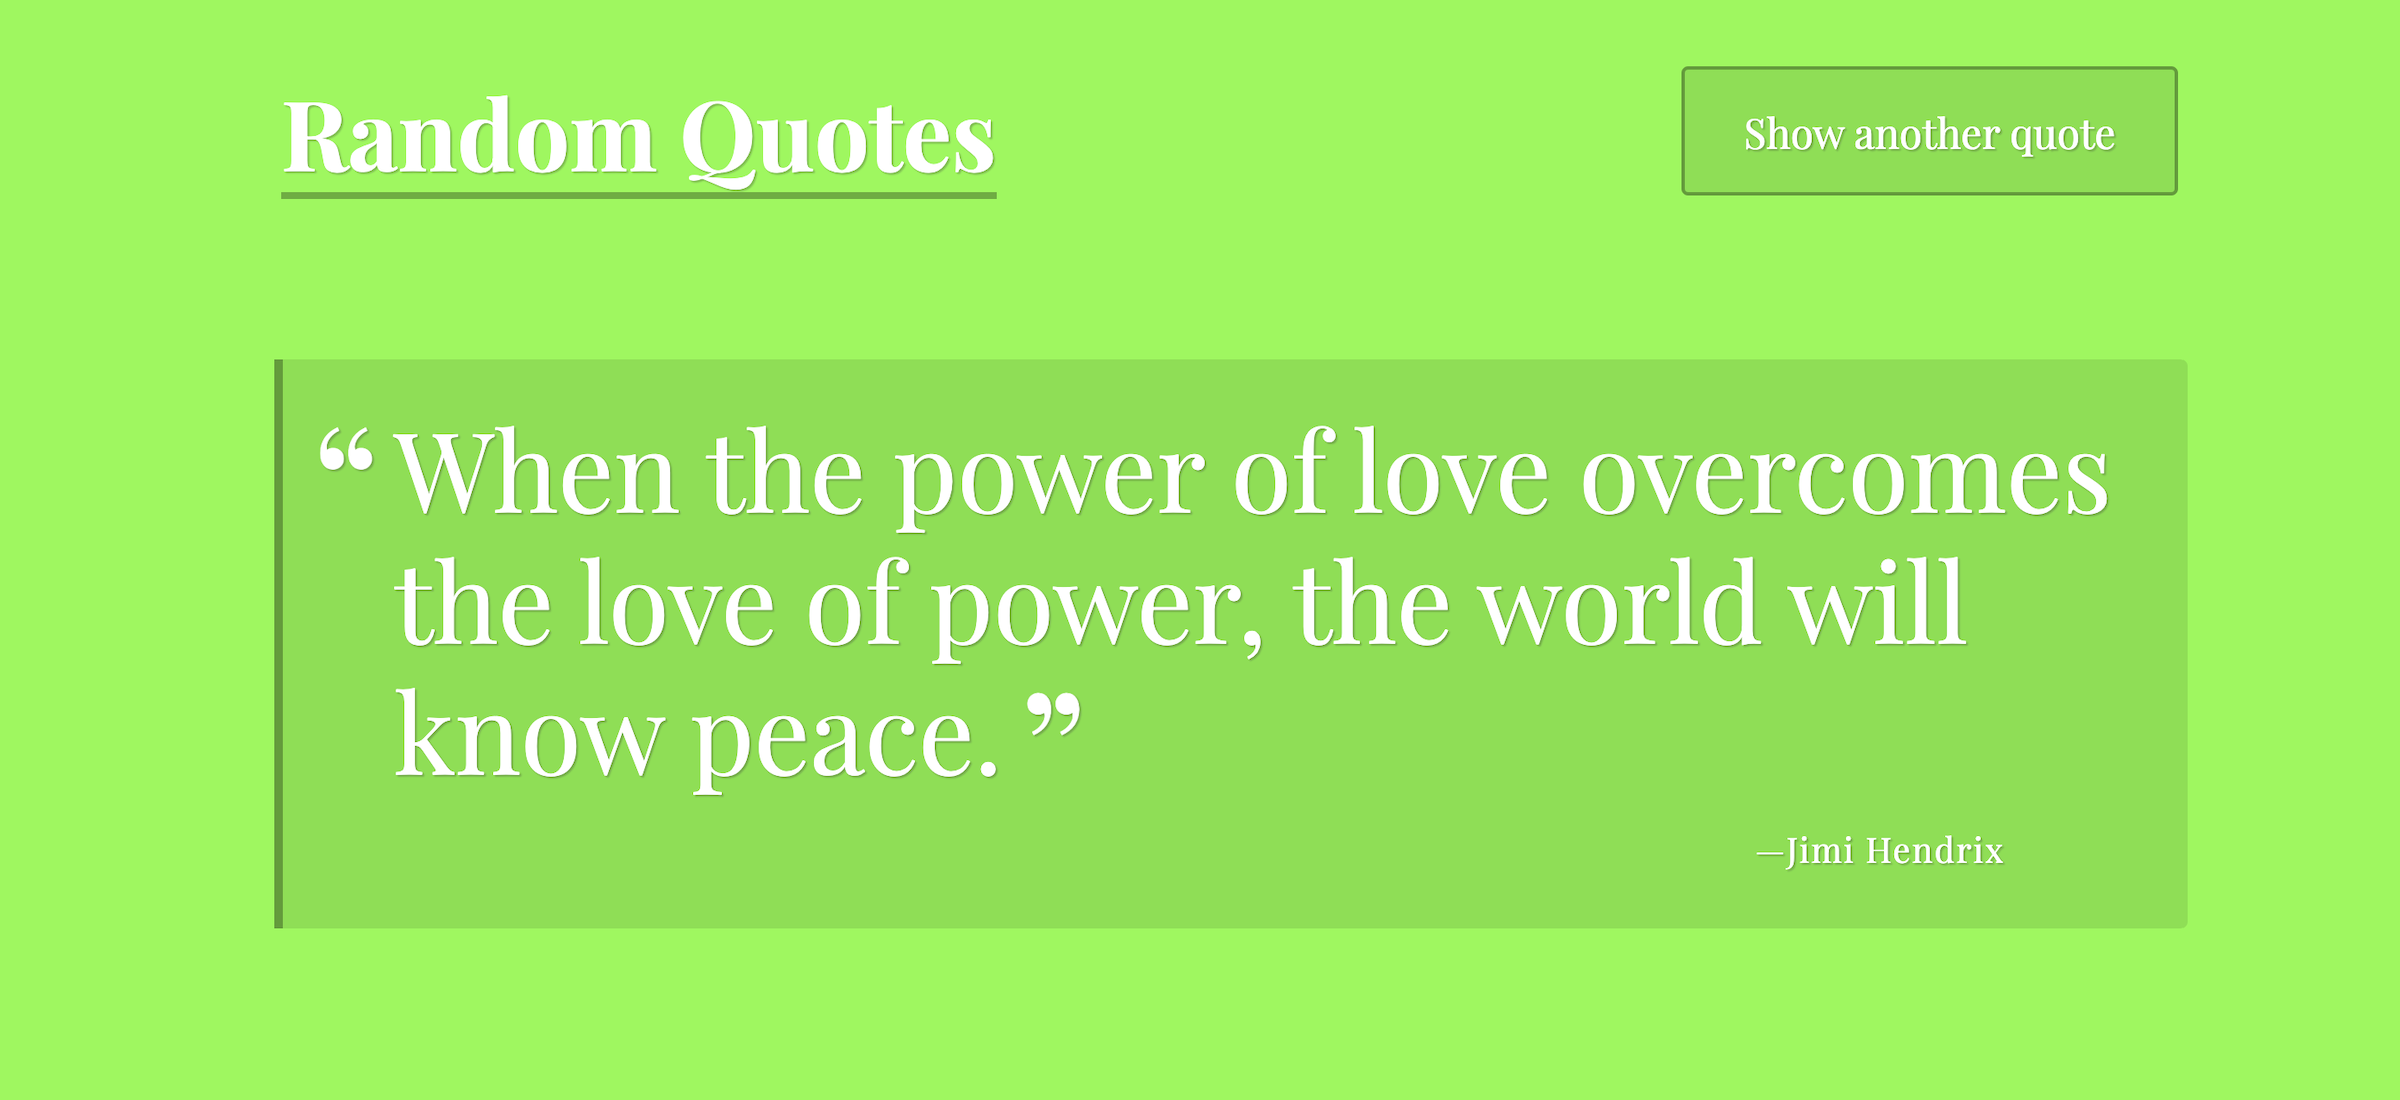 Random Quotes
Show another quote
“ When the power of love overcomes
the love of power, the world will
know peace. ”
—Jimi Hendrix